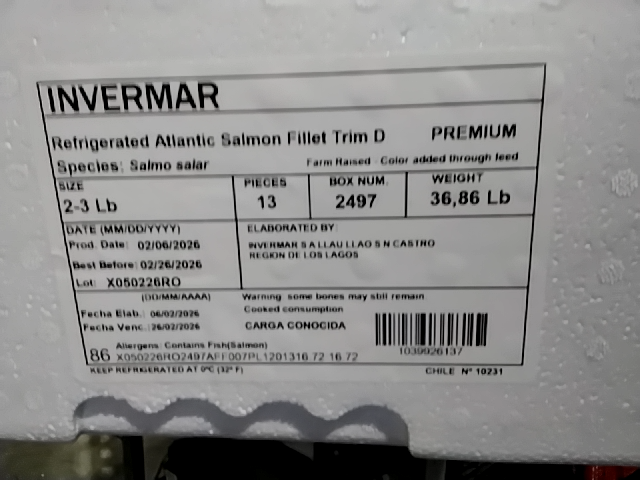 INVERMAR
Refrigerated Atlantic Salmon Fillet Trim D PREMIUM
Species: Salmo salar Farm Raised Color added through feed
SIZE PIECES BOX NUM. WEIGHT
2-3 Lb 13 2497 36,86 Lb
DATE (MM/DD/YYYY) ELABORATED BY:
Prod. Date: 02/06/2026 INVERMAR S A LLAU LLAO S N CASTRO
Best Before: 02/26/2026 REGION DE LOS LAGOS
Lot: X050226RO
(DD/MM/AAAA) Warning some bones may still remain
Fecha Elab.: 06/02/2026 Cooked consumption
Fecha Venc.: 26/02/2026 CARGA CONOCIDA
Allergens: Contains Fish(Salmon)
86 X050226RO2497AFF007PL1201316 72 16 72 1039926137
KEEP REFRIGERATED AT 0ºC (32º F) CHILE Nº 10231